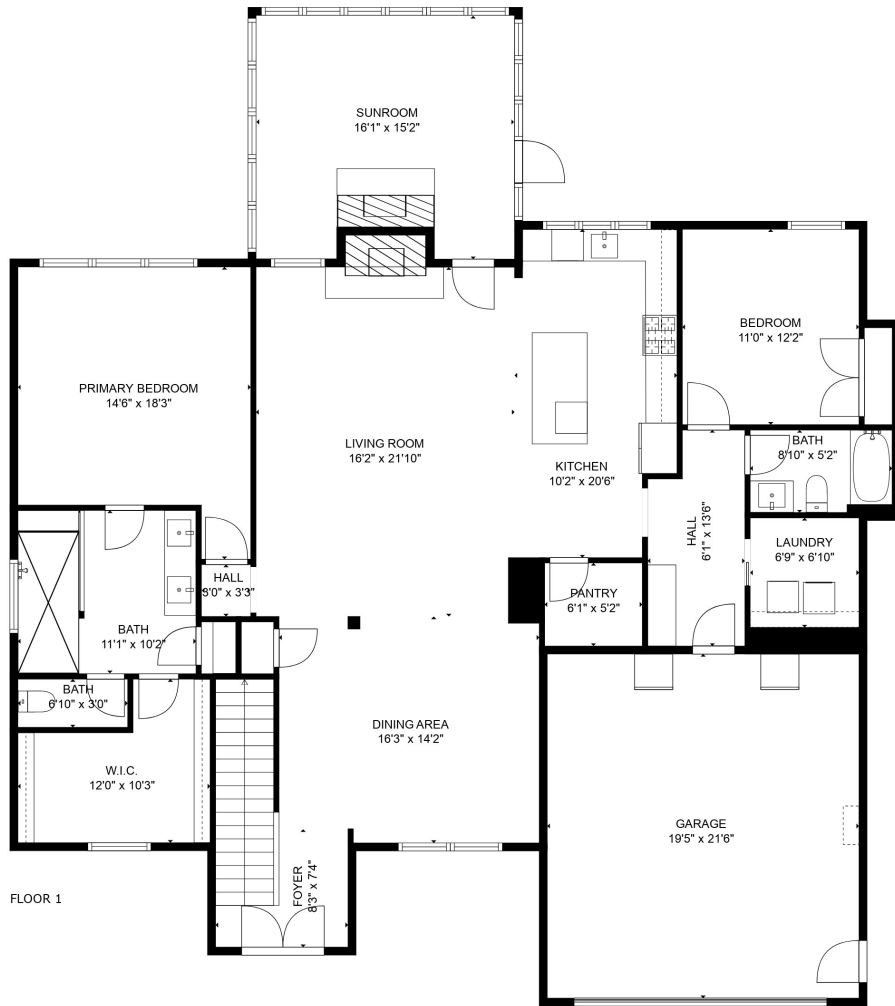 SUNROOM
16'1" x 15'2"
BEDROOM
11'0" x 12'2"
PRIMARY BEDROOM
14'6" x 18'3"
LIVING ROOM
16'2" x 21'10"
KITCHEN
10'2" x 20'6"
BATH
8'10" x 5'2"
HALL
6'1" x 13'6"
LAUNDRY
6'9" x 6'10"
HALL
3'0" x 3'3"
PANTRY
6'1" x 5'2"
BATH
11'1" x 10'2"
BATH
6'10" x 3'0"
DINING AREA
16'3" x 14'2"
W.I.C.
12'0" x 10'3"
GARAGE
19'5" x 21'6"
FOYER
8'3" x 7'4"
FLOOR 1